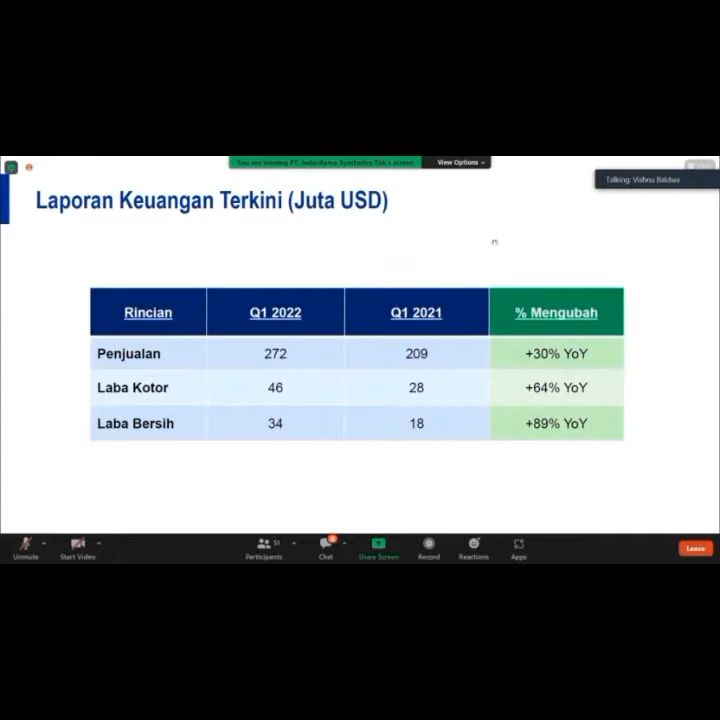 You are viewing PT. Indo-Rama Synthetics Tbk's screen
View Options
Talking: Vishnu Baldwa
Laporan Keuangan Terkini (Juta USD)
Rincian Q1 2022 Q1 2021 % Mengubah
Penjualan 272 209 +30% YoY
Laba Kotor 46 28 +64% YoY
Laba Bersih 34 18 +89% YoY
51
Unmute Start Video Participants Chat Share Screen Record Reactions Apps Leave